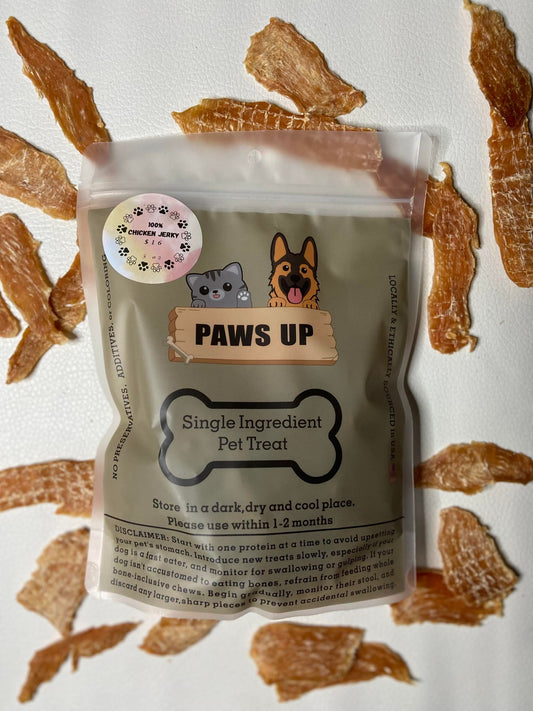 100%
CHICKEN JERKY
$ 16
5 oz
PAWS UP
NO PRESERVATIVES, ADDITIVES, or COLORING
LOCALLY & ETHICALLY SOURCED in USA
Single Ingredient
Pet Treat
Store in a dark,dry and cool place.
Please use within 1-2 months
DISCLAIMER: Start with one protein at a time to avoid upsetting
your pet's stomach. Introduce new treats slowly, especially if your
dog is a fast eater, and monitor for swallowing or gulping. If your
dog isn't accustomed to eating bones, refrain from feeding whole
bone-inclusive chews. Begin gradually, monitor their stool, and
discard any larger,sharp pieces to prevent accidental swallowing